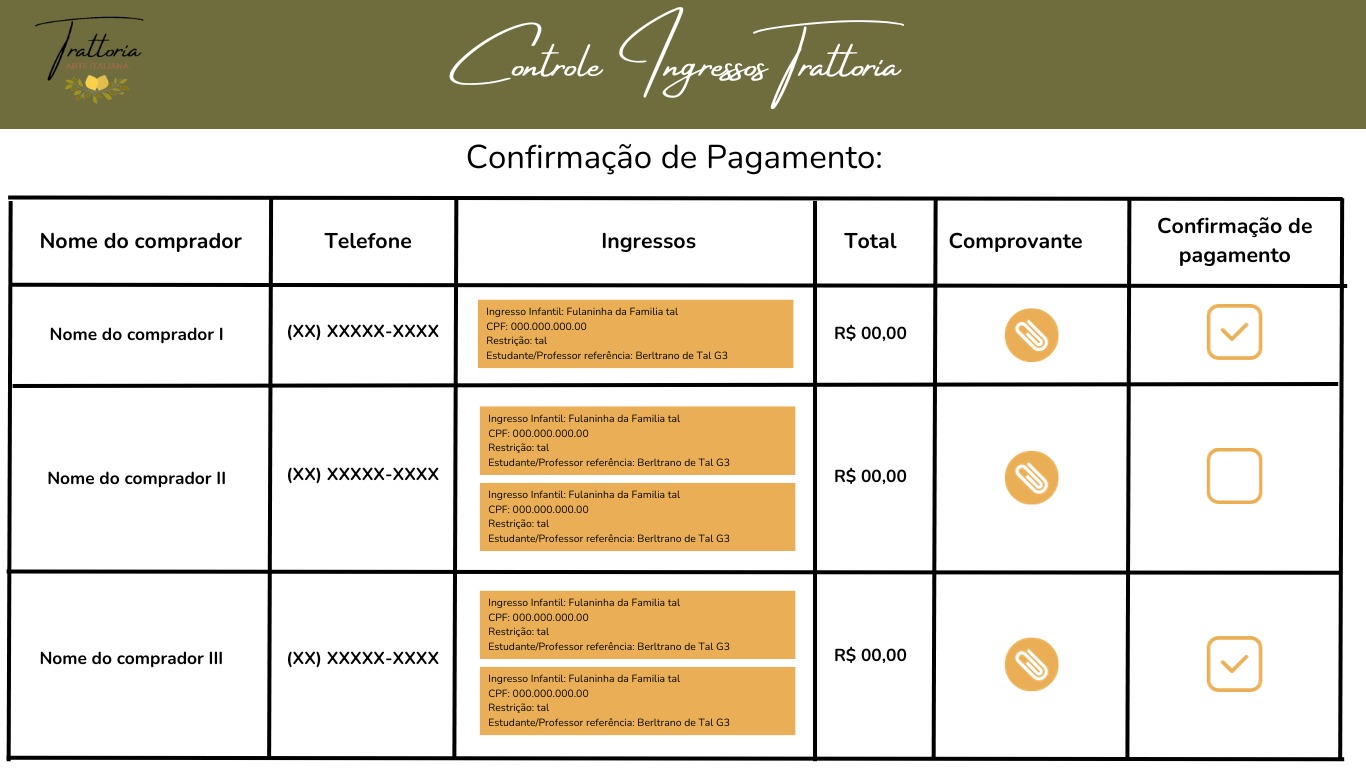 Trattoria
ARTE ITALIANA
Controle Ingressos Trattoria
Confirmação de Pagamento:
Nome do comprador
Telefone
Ingressos
Total
Comprovante
Confirmação de
pagamento
Nome do comprador I
(XX) XXXXX-XXXX
Ingresso Infantil: Fulaninha da Familia tal
CPF: 000.000.000.00
Restrição: tal
Estudante/Professor referência: Berltrano de Tal G3
R$ 00,00
Nome do comprador II
(XX) XXXXX-XXXX
Ingresso Infantil: Fulaninha da Familia tal
CPF: 000.000.000.00
Restrição: tal
Estudante/Professor referência: Berltrano de Tal G3
Ingresso Infantil: Fulaninha da Familia tal
CPF: 000.000.000.00
Restrição: tal
Estudante/Professor referência: Berltrano de Tal G3
R$ 00,00
Nome do comprador III
(XX) XXXXX-XXXX
Ingresso Infantil: Fulaninha da Familia tal
CPF: 000.000.000.00
Restrição: tal
Estudante/Professor referência: Berltrano de Tal G3
Ingresso Infantil: Fulaninha da Familia tal
CPF: 000.000.000.00
Restrição: tal
Estudante/Professor referência: Berltrano de Tal G3
R$ 00,00